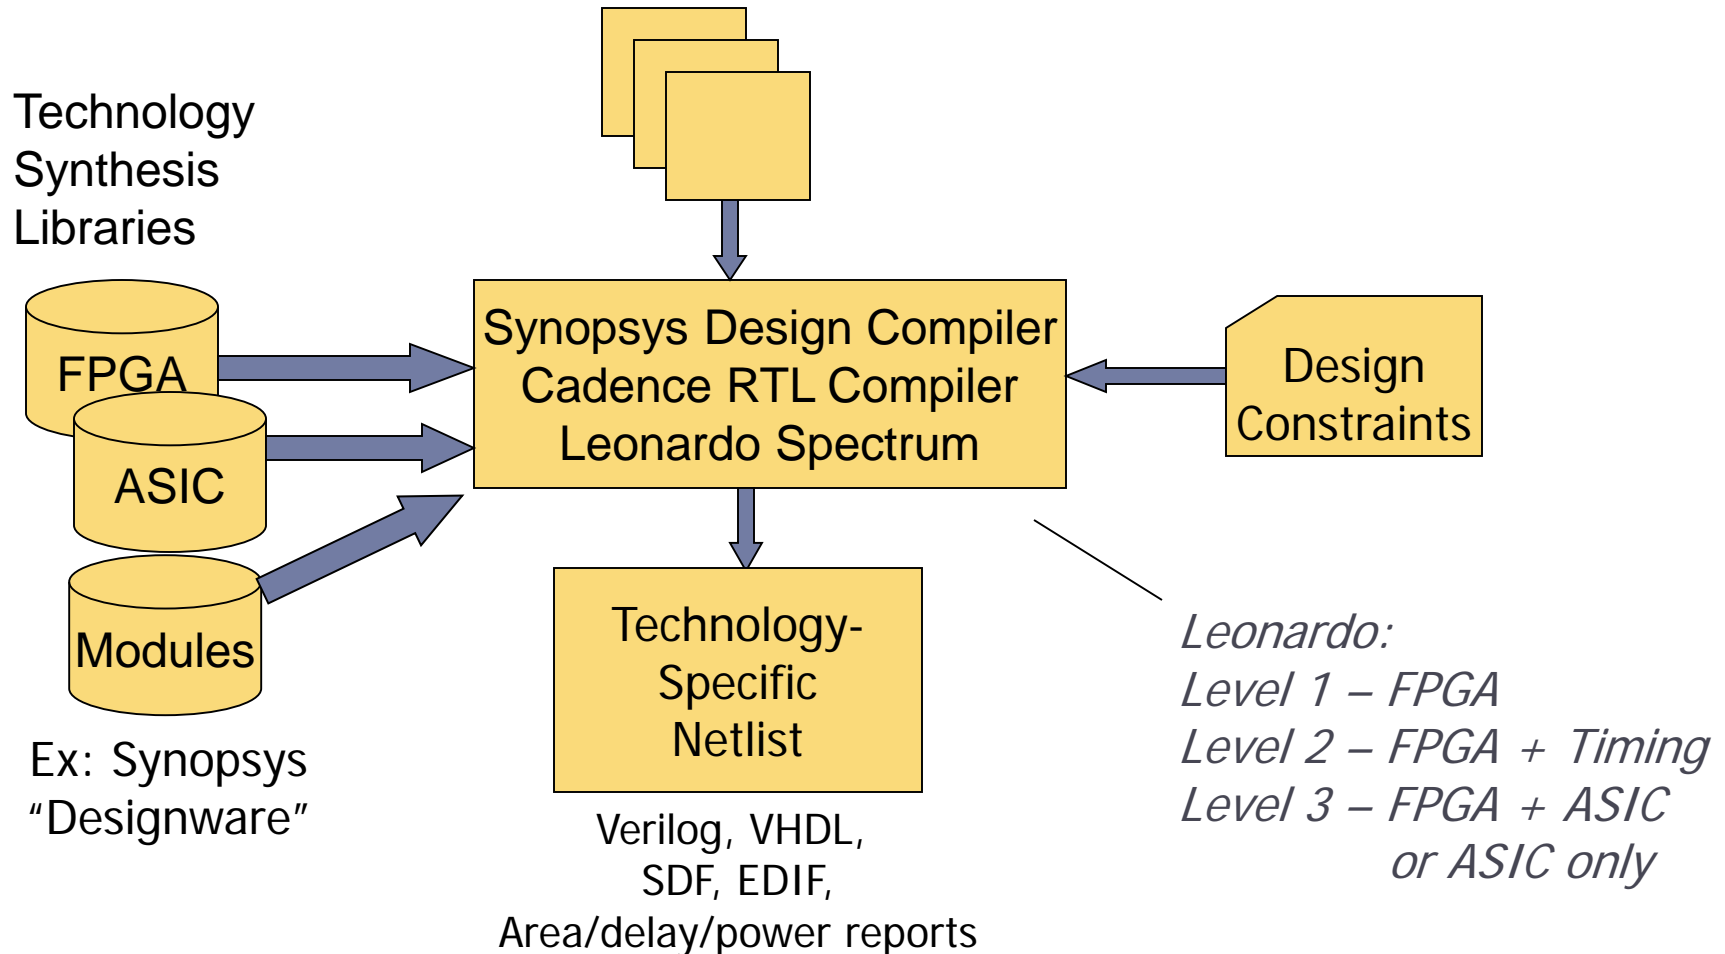 Technology
Synthesis
Libraries
FPGA
ASIC
Modules
Ex: Synopsys
“Designware”
Synopsys Design Compiler
Cadence RTL Compiler
Leonardo Spectrum
Design
Constraints
Technology-
Specific
Netlist
Verilog, VHDL,
SDF, EDIF,
Area/delay/power reports
Leonardo:
Level 1 – FPGA
Level 2 – FPGA + Timing
Level 3 – FPGA + ASIC
or ASIC only